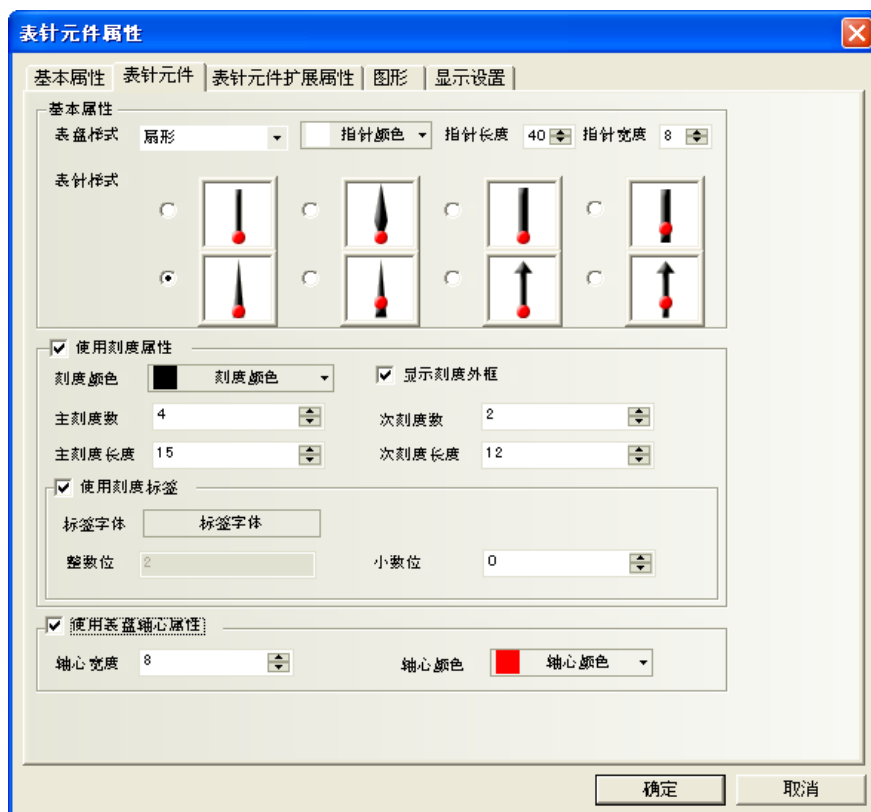 表针元件属性
基本属性 表针元件 表针元件扩展属性 图形 显示设置
基本属性
表盘样式 扇形 指针颜色 指针长度 40 指针宽度 8
表针样式
使用刻度属性
刻度颜色 刻度颜色 显示刻度外框
主刻度数 4 次刻度数 2
主刻度长度 15 次刻度长度 12
使用刻度标签
标签字体 标签字体
整数位 2 小数位 0
使用表盘轴心属性
轴心宽度 8 轴心颜色 轴心颜色
确定 取消